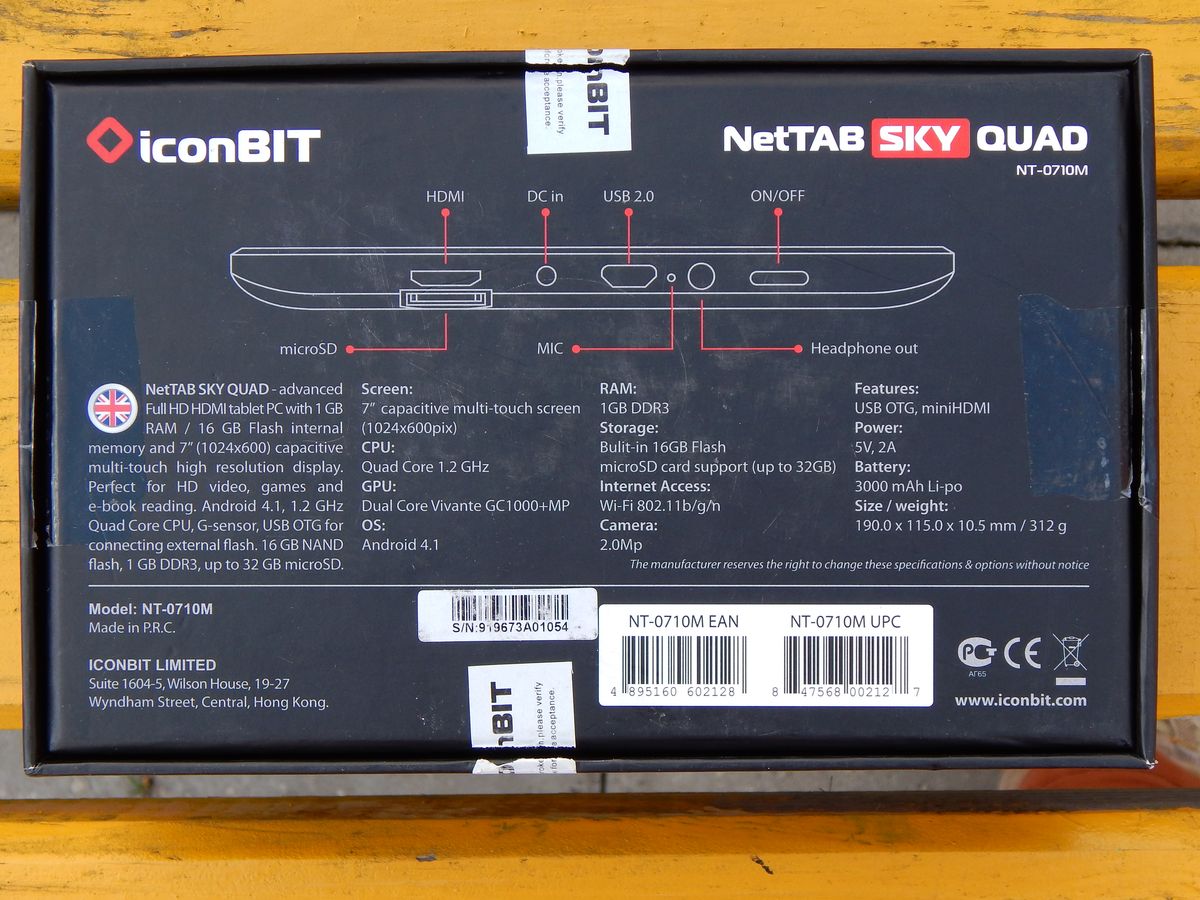 iconBIT
iconBIT
please verify
acceptance.
NetTAB SKY QUAD
NT-0710M
HDMI
DC in
USB 2.0
ON/OFF
microSD
MIC
Headphone out
NetTAB SKY QUAD - advanced
Full HD HDMI tablet PC with 1 GB
RAM / 16 GB Flash internal
memory and 7” (1024x600) capacitive
multi-touch high resolution display.
Perfect for HD video, games and
e-book reading. Android 4.1, 1.2 GHz
Quad Core CPU, G-sensor, USB OTG for
connecting external flash. 16 GB NAND
flash, 1 GB DDR3, up to 32 GB microSD.
Screen:
7” capacitive multi-touch screen
(1024x600pix)
CPU:
Quad Core 1.2 GHz
GPU:
Dual Core Vivante GC1000+MP
OS:
Android 4.1
RAM:
1GB DDR3
Storage:
Bulit-in 16GB Flash
microSD card support (up to 32GB)
Internet Access:
Wi-Fi 802.11b/g/n
Camera:
2.0Mp
Features:
USB OTG, miniHDMI
Power:
5V, 2A
Battery:
3000 mAh Li-po
Size / weight:
190.0 x 115.0 x 10.5 mm / 312 g
The manufacturer reserves the right to change these specifications & options without notice
Model: NT-0710M
Made in P.R.C.
ICONBIT LIMITED
Suite 1604-5, Wilson House, 19-27
Wyndham Street, Central, Hong Kong.
S/N:919673A01054
NT-0710M EAN
4 895160 602128
NT-0710M UPC
8 47568 00212 7
BIT
please verify
acceptance.
АГ65
CE
www.iconbit.com